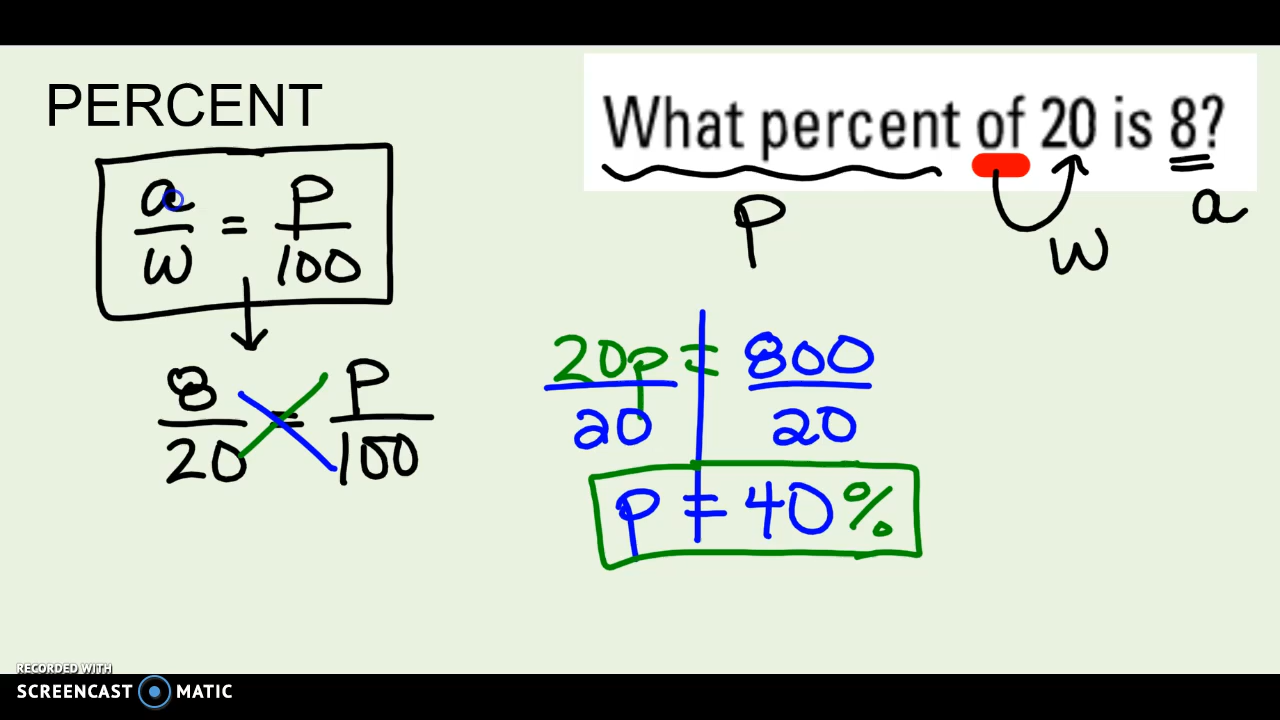 PERCENT
What percent of 20 is 8?
p
w
a
a/w = p/100
8/20 = p/100
20p = 800
20 20
p = 40%
RECORDED WITH
SCREENCAST MATIC